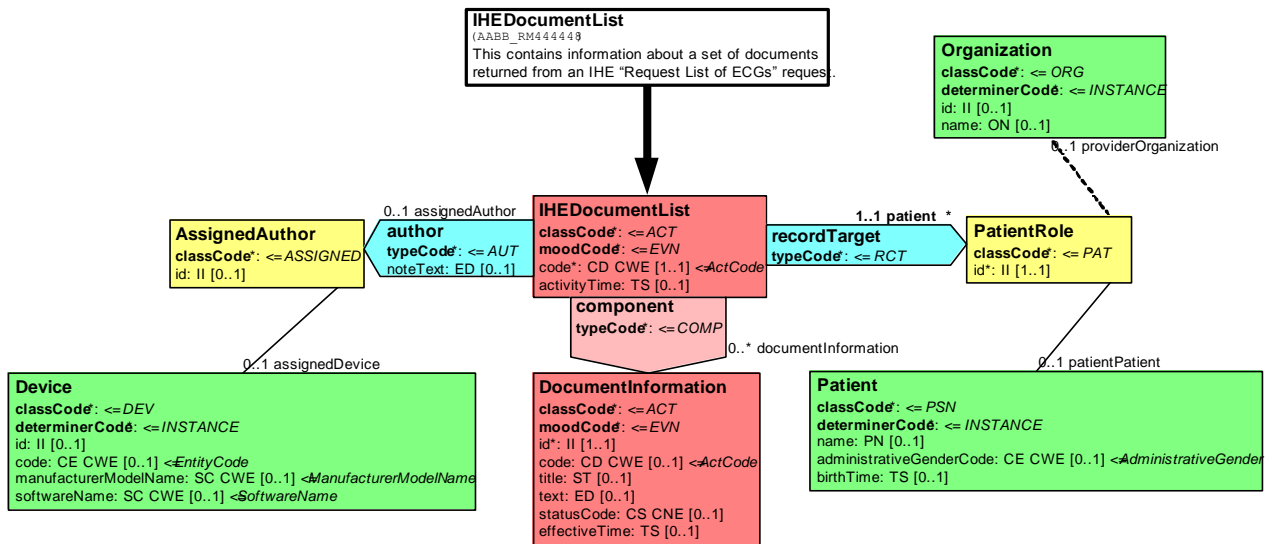 IHEDocumentList
(AABB_RM444448)
This contains information about a set of documents
returned from an IHE “Request List of ECGs” request.
Organization
classCode*: <= ORG
determinerCode*: <= INSTANCE
id: II [0..1]
name: ON [0..1]
0..1 providerOrganization
0..1 assignedAuthor
AssignedAuthor
classCode*: <= ASSIGNED
id: II [0..1]
author
typeCode*: <= AUT
noteText: ED [0..1]
IHEDocumentList
classCode*: <= ACT
moodCode*: <= EVN
code*: CD CWE [1..1] <= ActCode
activityTime: TS [0..1]
1..1 patient *
recordTarget
typeCode*: <= RCT
PatientRole
classCode*: <= PAT
id*: II [1..1]
component
typeCode*: <= COMP
0..* documentInformation
0..1 assignedDevice
0..1 patientPatient
Device
classCode*: <= DEV
determinerCode*: <= INSTANCE
id: II [0..1]
code: CE CWE [0..1] <= EntityCode
manufacturerModelName: SC CWE [0..1] <= ManufacturerModelName
softwareName: SC CWE [0..1] <= SoftwareName
DocumentInformation
classCode*: <= ACT
moodCode*: <= EVN
id*: II [1..1]
code: CD CWE [0..1] <= ActCode
title: ST [0..1]
text: ED [0..1]
statusCode: CS CNE [0..1]
effectiveTime: TS [0..1]
Patient
classCode*: <= PSN
determinerCode*: <= INSTANCE
name: PN [0..1]
administrativeGenderCode: CE CWE [0..1] <= AdministrativeGender
birthTime: TS [0..1]